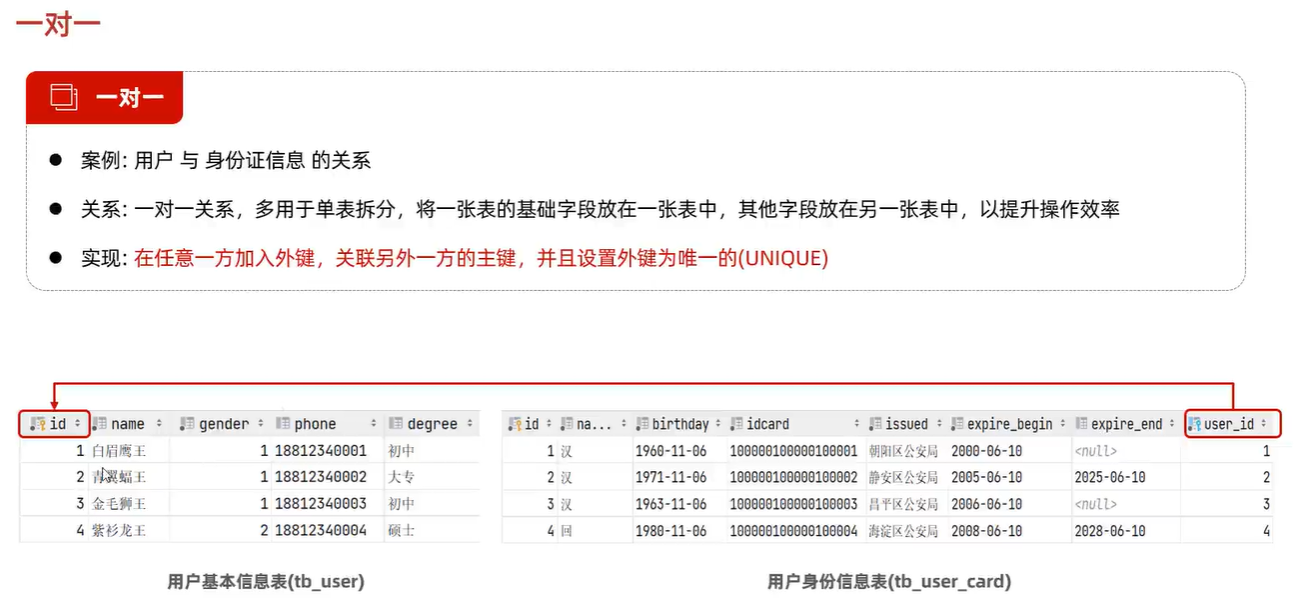 一对一
一对一
案例: 用户 与 身份证信息 的关系
关系: 一对一关系，多用于单表拆分，将一张表的基础字段放在一张表中，其他字段放在另一张表中，以提升操作效率
实现: 在任意一方加入外键，关联另外一方的主键，并且设置外键为唯一的(UNIQUE)
id name gender phone degree
1 白眉鹰王 1 18812340001 初中
2 青翼蝠王 1 18812340002 大专
3 金毛狮王 1 18812340003 初中
4 紫衫龙王 2 18812340004 硕士
用户基本信息表(tb_user)
id na... birthday idcard issued expire_begin expire_end user_id
1 汉 1960-11-06 100000100000100001 朝阳区公安局 2000-06-10 <null> 1
2 汉 1971-11-06 100000100000100002 静安区公安局 2005-06-10 2025-06-10 2
3 汉 1963-11-06 100000100000100003 昌平区公安局 2006-06-10 <null> 3
4 回 1980-11-06 100000100000100004 海淀区公安局 2008-06-10 2028-06-10 4
用户身份信息表(tb_user_card)